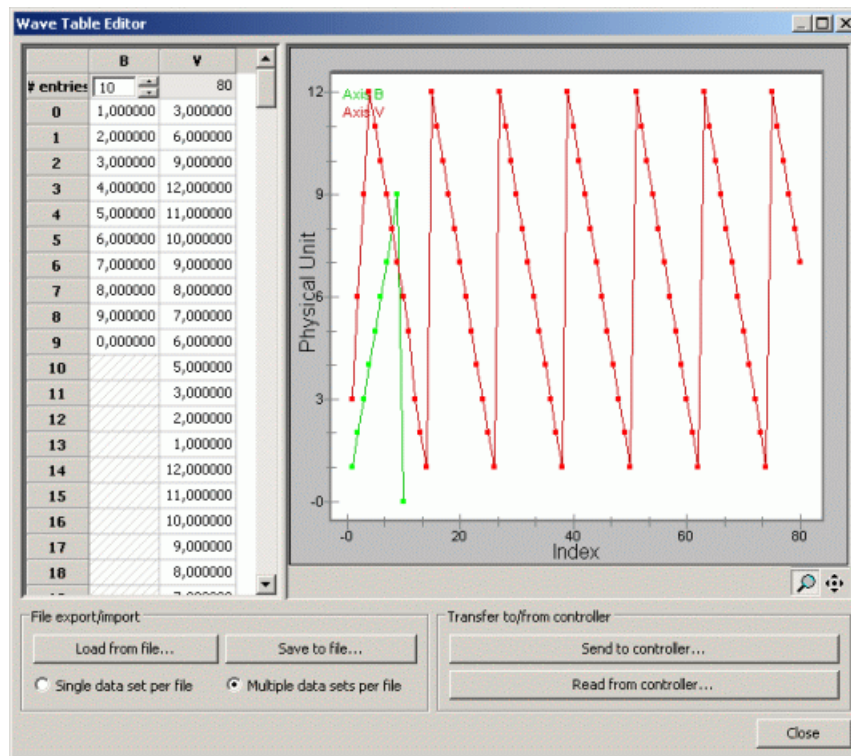 Wave Table Editor
B V
# entries 10 80
0 1,000000 3,000000
1 2,000000 6,000000
2 3,000000 9,000000
3 4,000000 12,000000
4 5,000000 11,000000
5 6,000000 10,000000
6 7,000000 9,000000
7 8,000000 8,000000
8 9,000000 7,000000
9 0,000000 6,000000
10 5,000000
11 3,000000
12 2,000000
13 1,000000
14 12,000000
15 11,000000
16 10,000000
17 9,000000
18 8,000000
Axis B
Axis V
12
9
6
3
-0
Physical Unit
-0 20 40 60 80
Index
File export/import
Load from file... Save to file...
Single data set per file Multiple data sets per file
Transfer to/from controller
Send to controller...
Read from controller...
Close